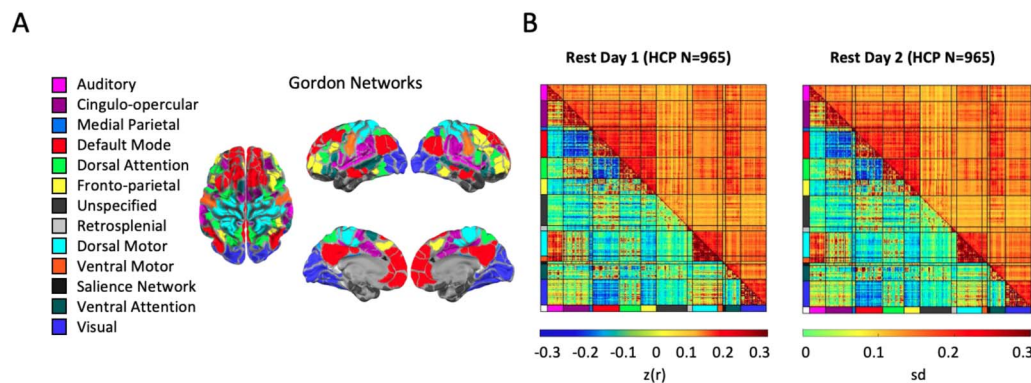 A
Gordon Networks
Auditory
Cingulo-opercular
Medial Parietal
Default Mode
Dorsal Attention
Fronto-parietal
Unspecified
Retrosplenial
Dorsal Motor
Ventral Motor
Salience Network
Ventral Attention
Visual
B
Rest Day 1 (HCP N=965)
-0.3 -0.2 -0.1 0 0.1 0.2 0.3
z(r)
Rest Day 2 (HCP N=965)
0 0.1 0.2 0.3
sd